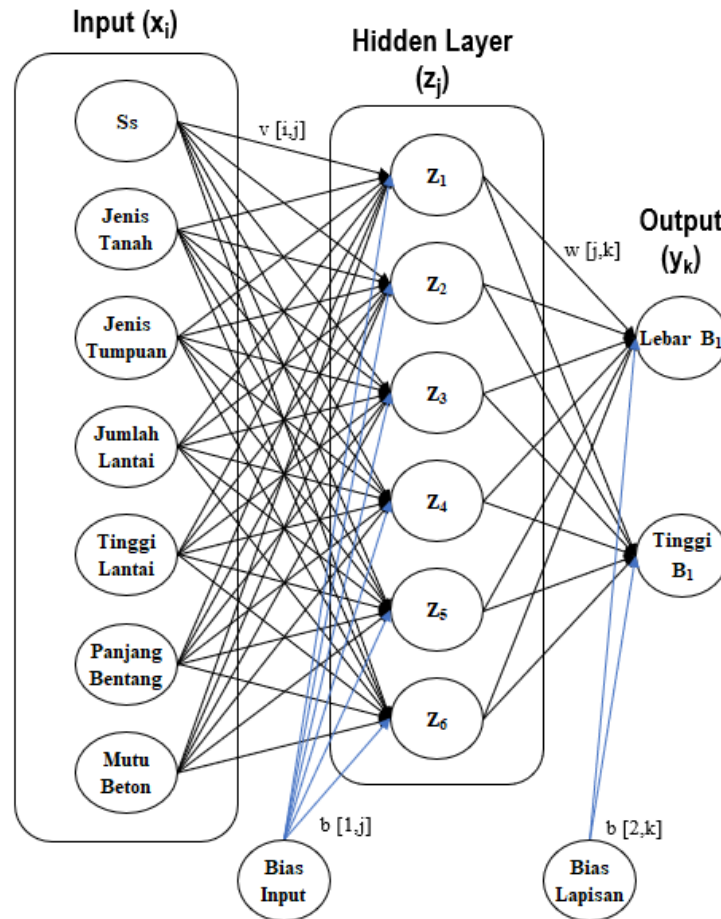 Input (xᵢ)
Hidden Layer
(zⱼ)
Output
(yₖ)
v [i,j]
w [j,k]
Ss
Jenis
Tanah
Jenis
Tumpuan
Jumlah
Lantai
Tinggi
Lantai
Panjang
Bentang
Mutu
Beton
Z₁
Z₂
Z₃
Z₄
Z₅
Z₆
Lebar B₁
Tinggi
B₁
b [1,j]
b [2,k]
Bias
Input
Bias
Lapisan